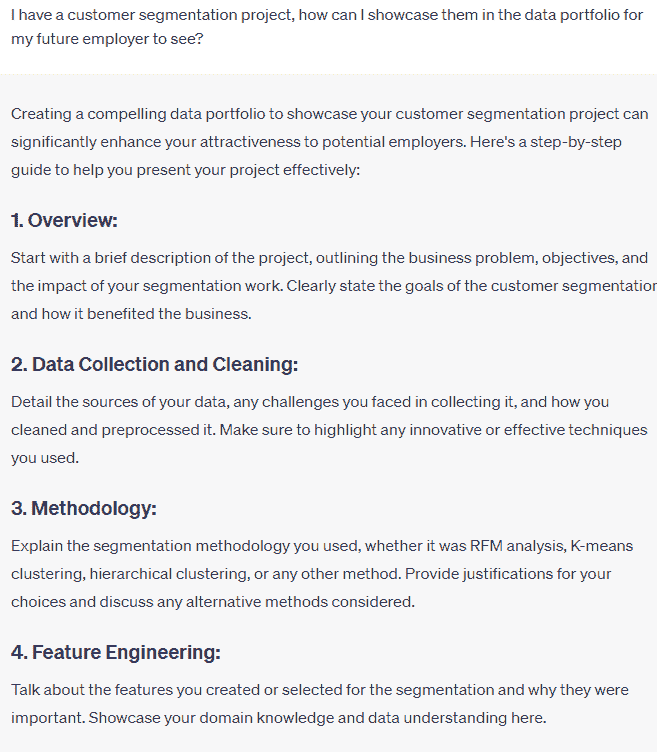 I have a customer segmentation project, how can I showcase them in the data portfolio for
my future employer to see?
Creating a compelling data portfolio to showcase your customer segmentation project can
significantly enhance your attractiveness to potential employers. Here's a step-by-step
guide to help you present your project effectively:
1. Overview:
Start with a brief description of the project, outlining the business problem, objectives, and
the impact of your segmentation work. Clearly state the goals of the customer segmentation
and how it benefited the business.
2. Data Collection and Cleaning:
Detail the sources of your data, any challenges you faced in collecting it, and how you
cleaned and preprocessed it. Make sure to highlight any innovative or effective techniques
you used.
3. Methodology:
Explain the segmentation methodology you used, whether it was RFM analysis, K-means
clustering, hierarchical clustering, or any other method. Provide justifications for your
choices and discuss any alternative methods considered.
4. Feature Engineering:
Talk about the features you created or selected for the segmentation and why they were
important. Showcase your domain knowledge and data understanding here.